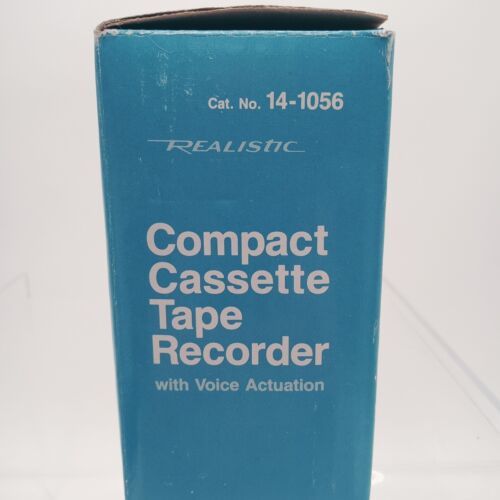 Cat. No. 14-1056
REALISTIC
Compact
Cassette
Tape
Recorder
with Voice Actuation